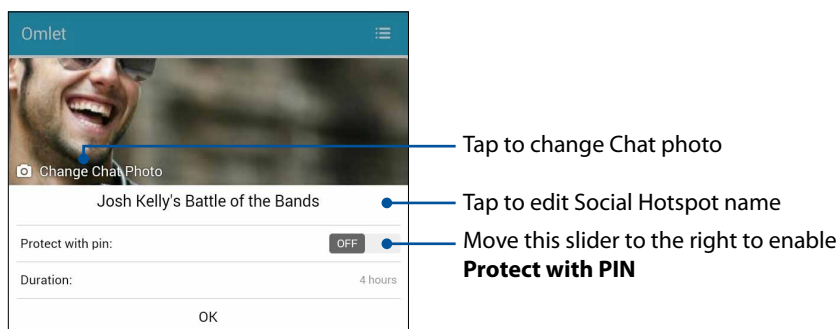 Omlet
Change Chat Photo
Tap to change Chat photo
Josh Kelly's Battle of the Bands
Tap to edit Social Hotspot name
Protect with pin:
OFF
Move this slider to the right to enable
Protect with PIN
Duration:
4 hours
OK